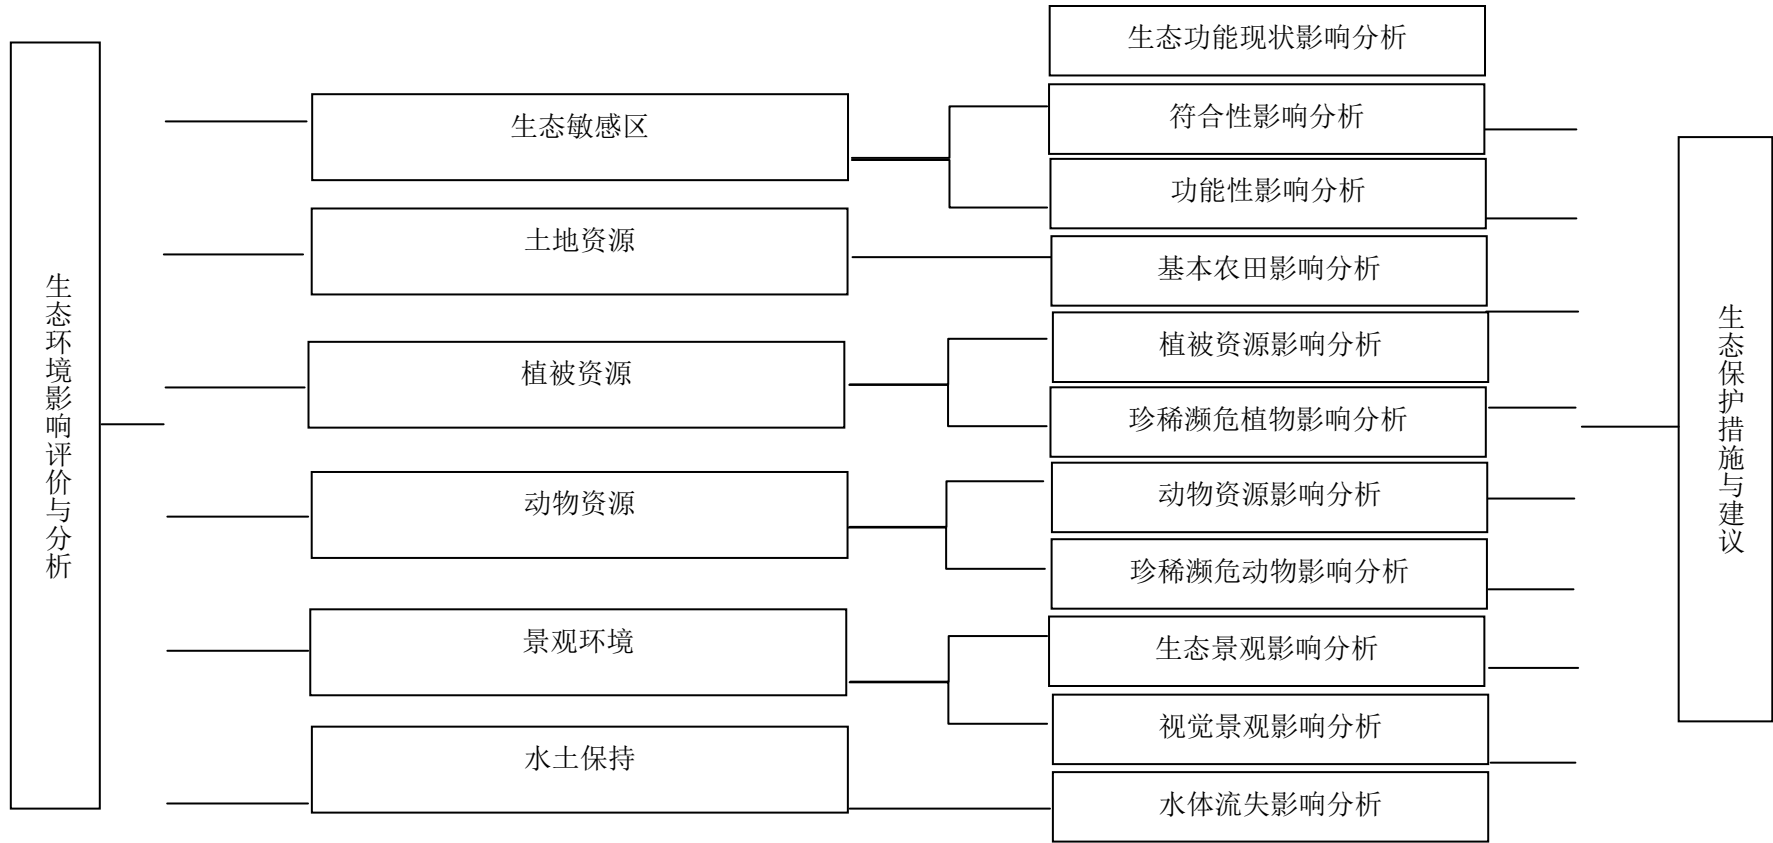 生态环境影响评价与分析
生态敏感区
土地资源
植被资源
动物资源
景观环境
水土保持
生态功能现状影响分析
符合性影响分析
功能性影响分析
基本农田影响分析
植被资源影响分析
珍稀濒危植物影响分析
动物资源影响分析
珍稀濒危动物影响分析
生态景观影响分析
视觉景观影响分析
水体流失影响分析
生态保护措施与建议